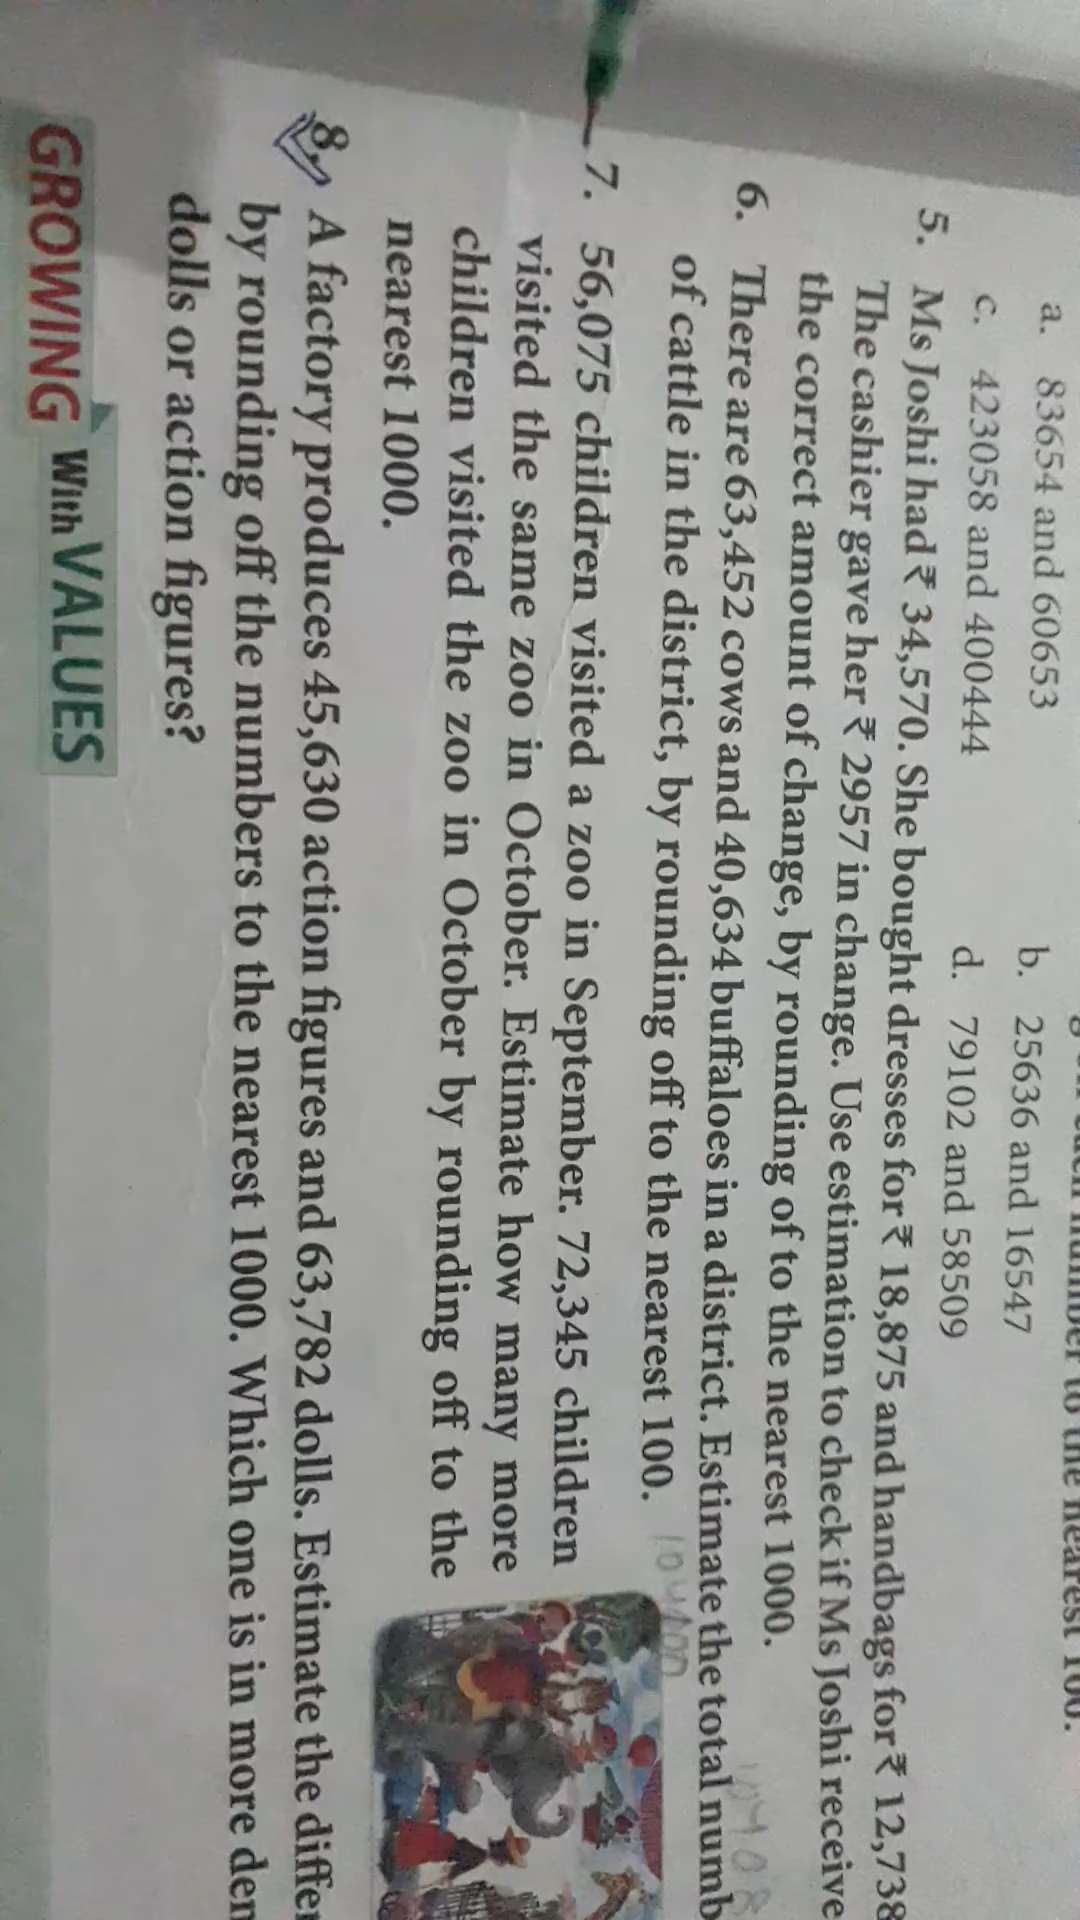 each number to the nearest 100.
a. 83654 and 60653 b. 25636 and 16547
c. 423058 and 400444 d. 79102 and 58509
5. Ms Joshi had ₹ 34,570. She bought dresses for ₹ 18,875 and handbags for ₹ 12,738
The cashier gave her ₹ 2957 in change. Use estimation to check if Ms Joshi receive
the correct amount of change, by rounding of to the nearest 1000.
6. There are 63,452 cows and 40,634 buffaloes in a district. Estimate the total numb
of cattle in the district, by rounding off to the nearest 100.
7. 56,075 children visited a zoo in September. 72,345 children
visited the same zoo in October. Estimate how many more
children visited the zoo in October by rounding off to the
nearest 1000.
8. A factory produces 45,630 action figures and 63,782 dolls. Estimate the differ
by rounding off the numbers to the nearest 1000. Which one is in more dem
dolls or action figures?
GROWING With VALUES